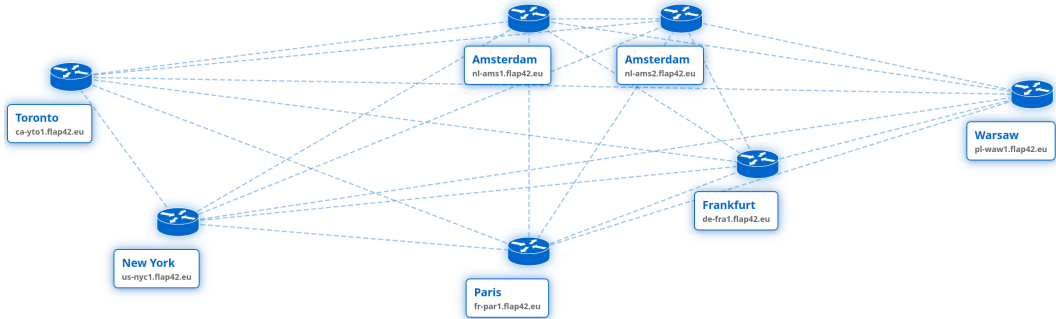 Amsterdam
nl-ams1.flap42.eu
Amsterdam
nl-ams2.flap42.eu
Toronto
ca-yto1.flap42.eu
Warsaw
pl-waw1.flap42.eu
Frankfurt
de-fra1.flap42.eu
New York
us-nyc1.flap42.eu
Paris
fr-par1.flap42.eu